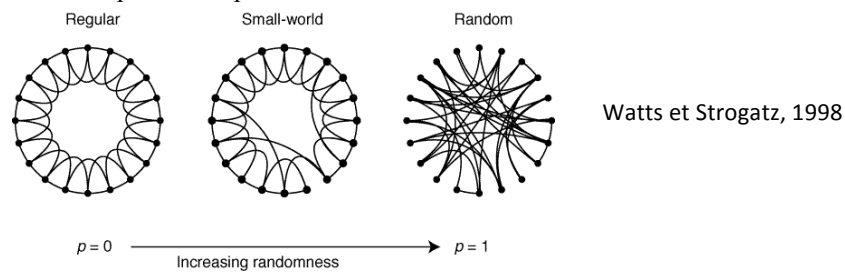 Regular
Small-world
Random
Watts et Strogatz, 1998
p = 0
p = 1
Increasing randomness